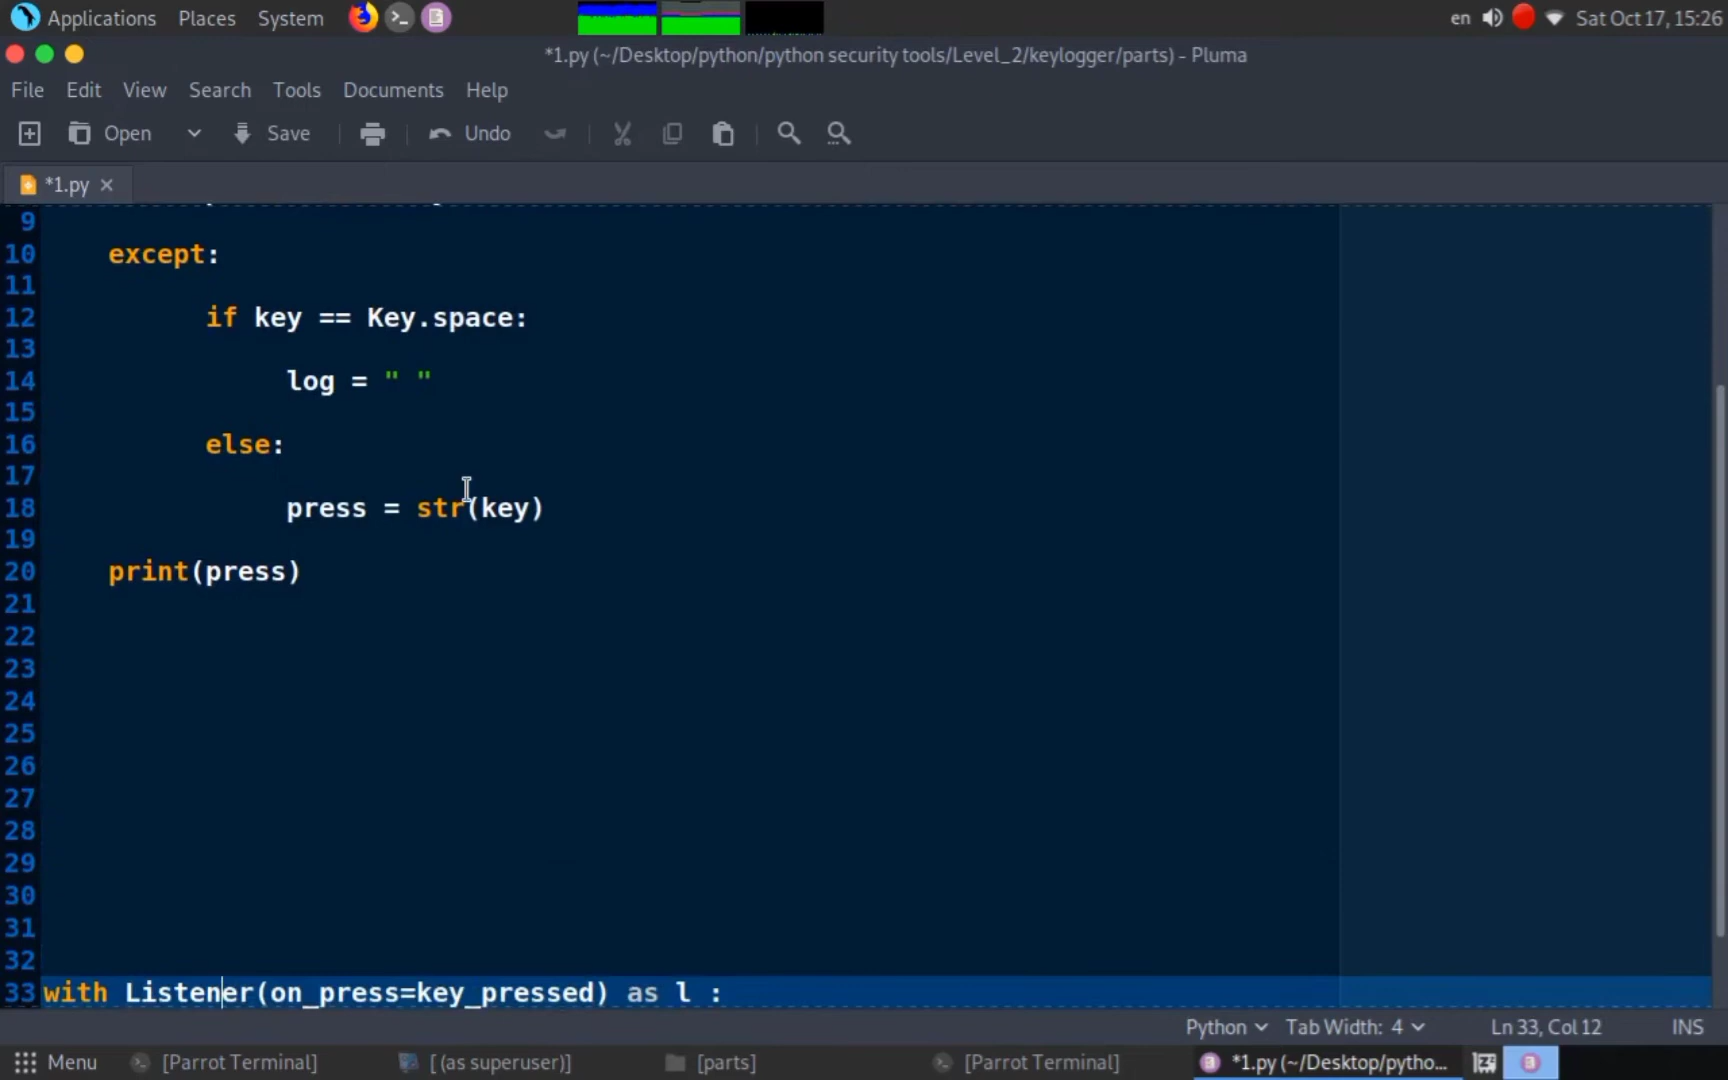 Applications Places System
en Sat Oct 17, 15:26
*1.py (~/Desktop/python/python security tools/Level_2/keylogger/parts) - Pluma
File Edit View Search Tools Documents Help
Open Save Undo
*1.py
9
10 except:
11
12 if key == Key.space:
13
14 log = " "
15
16 else:
17
18 press = str(key)
19
20 print(press)
21
22
23
24
25
26
27
28
29
30
31
32
33 with Listener(on_press=key_pressed) as l :
Python Tab Width: 4 Ln 33, Col 12 INS
Menu [Parrot Terminal] [ (as superuser)] [parts] [Parrot Terminal] *1.py (~/Desktop/pytho...